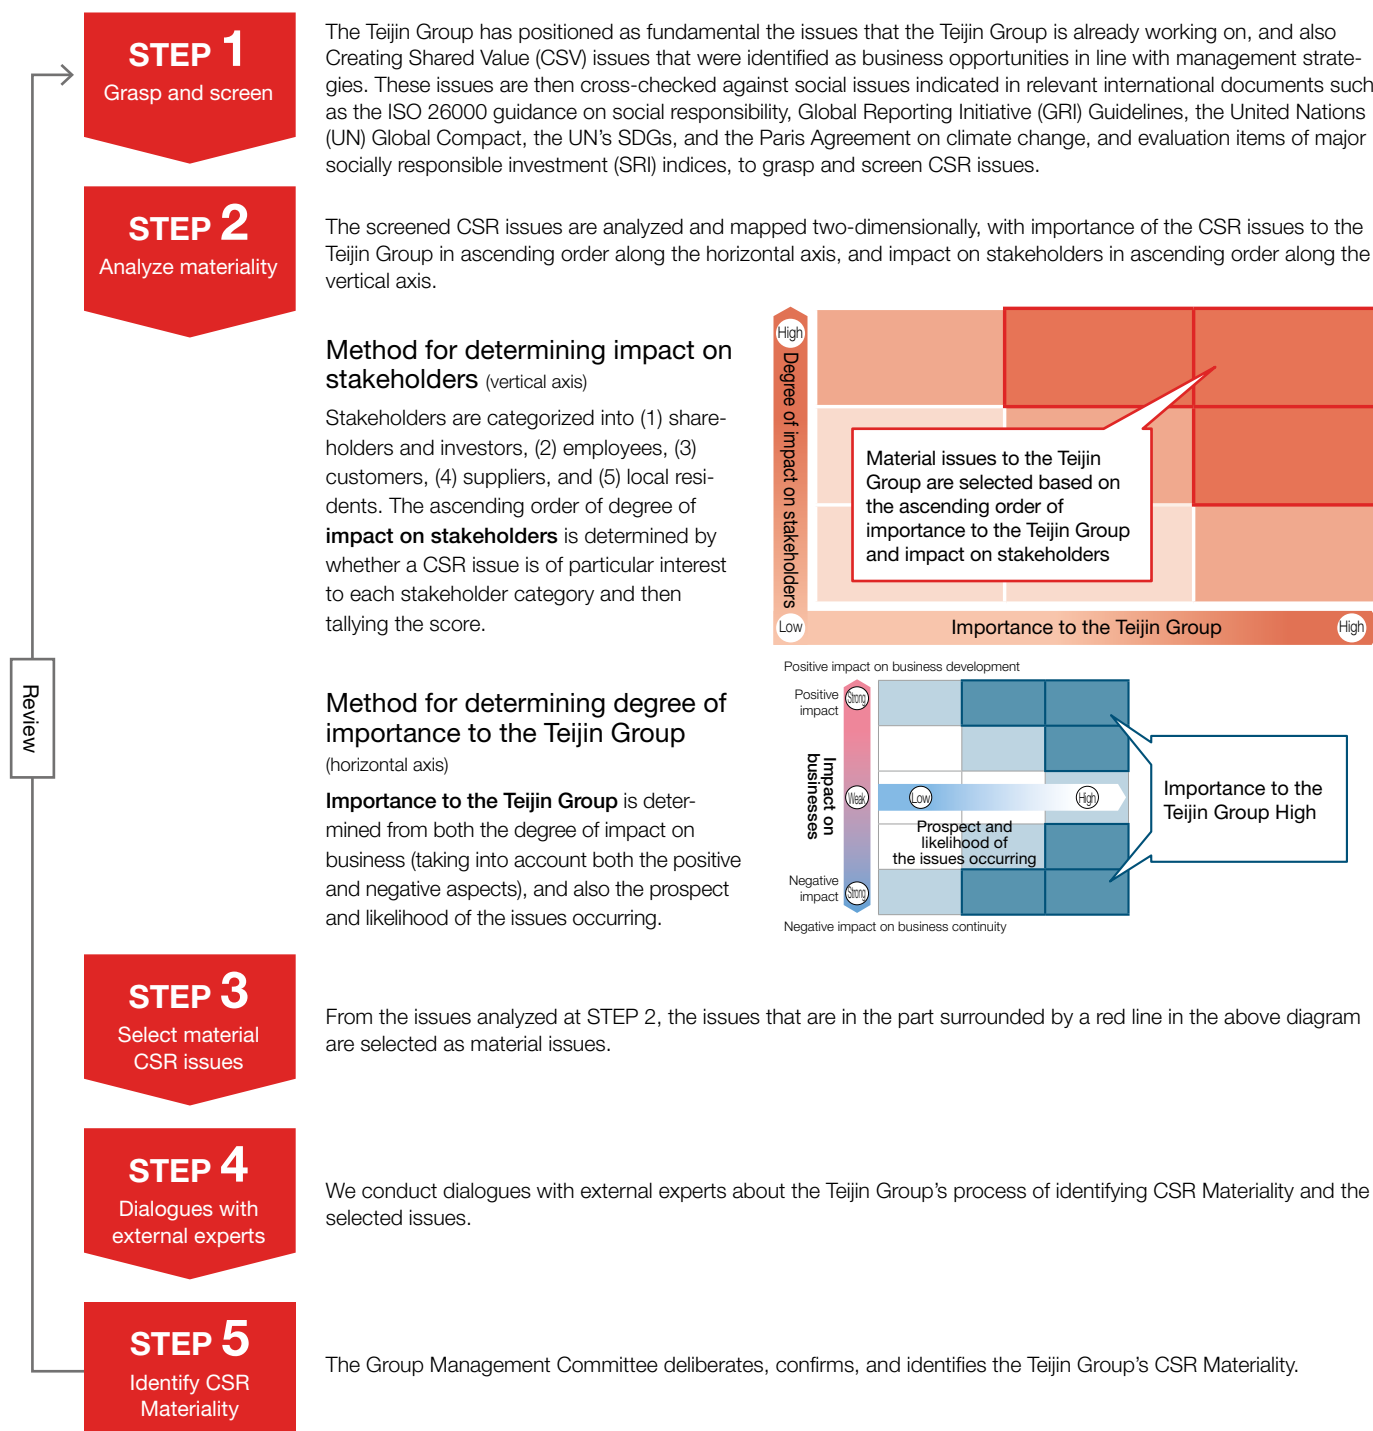 STEP 1
Grasp and screen
The Teijin Group has positioned as fundamental the issues that the Teijin Group is already working on, and also
Creating Shared Value (CSV) issues that were identified as business opportunities in line with management strate-
gies. These issues are then cross-checked against social issues indicated in relevant international documents such
as the ISO 26000 guidance on social responsibility, Global Reporting Initiative (GRI) Guidelines, the United Nations
(UN) Global Compact, the UN's SDGs, and the Paris Agreement on climate change, and evaluation items of major
socially responsible investment (SRI) indices, to grasp and screen CSR issues.
STEP 2
Analyze materiality
The screened CSR issues are analyzed and mapped two-dimensionally, with importance of the CSR issues to the
Teijin Group in ascending order along the horizontal axis, and impact on stakeholders in ascending order along the
vertical axis.
Method for determining impact on
stakeholders (vertical axis)
Stakeholders are categorized into (1) share-
holders and investors, (2) employees, (3)
customers, (4) suppliers, and (5) local resi-
dents. The ascending order of degree of
impact on stakeholders is determined by
whether a CSR issue is of particular interest
to each stakeholder category and then
tallying the score.
High
Degree of impact on stakeholders
Low
Material issues to the Teijin
Group are selected based on
the ascending order of
importance to the Teijin Group
and impact on stakeholders
Importance to the Teijin Group
High
Method for determining degree of
importance to the Teijin Group
(horizontal axis)
Importance to the Teijin Group is deter-
mined from both the degree of impact on
business (taking into account both the positive
and negative aspects), and also the prospect
and likelihood of the issues occurring.
Positive impact on business development
Positive
impact
Strong
Impact on
businesses
Weak
Low
High
Prospect and
likelihood of
the issues occurring
Negative
impact
Strong
Negative impact on business continuity
Importance to the
Teijin Group High
Review
STEP 3
Select material
CSR issues
From the issues analyzed at STEP 2, the issues that are in the part surrounded by a red line in the above diagram
are selected as material issues.
STEP 4
Dialogues with
external experts
We conduct dialogues with external experts about the Teijin Group's process of identifying CSR Materiality and the
selected issues.
STEP 5
Identify CSR
Materiality
The Group Management Committee deliberates, confirms, and identifies the Teijin Group's CSR Materiality.